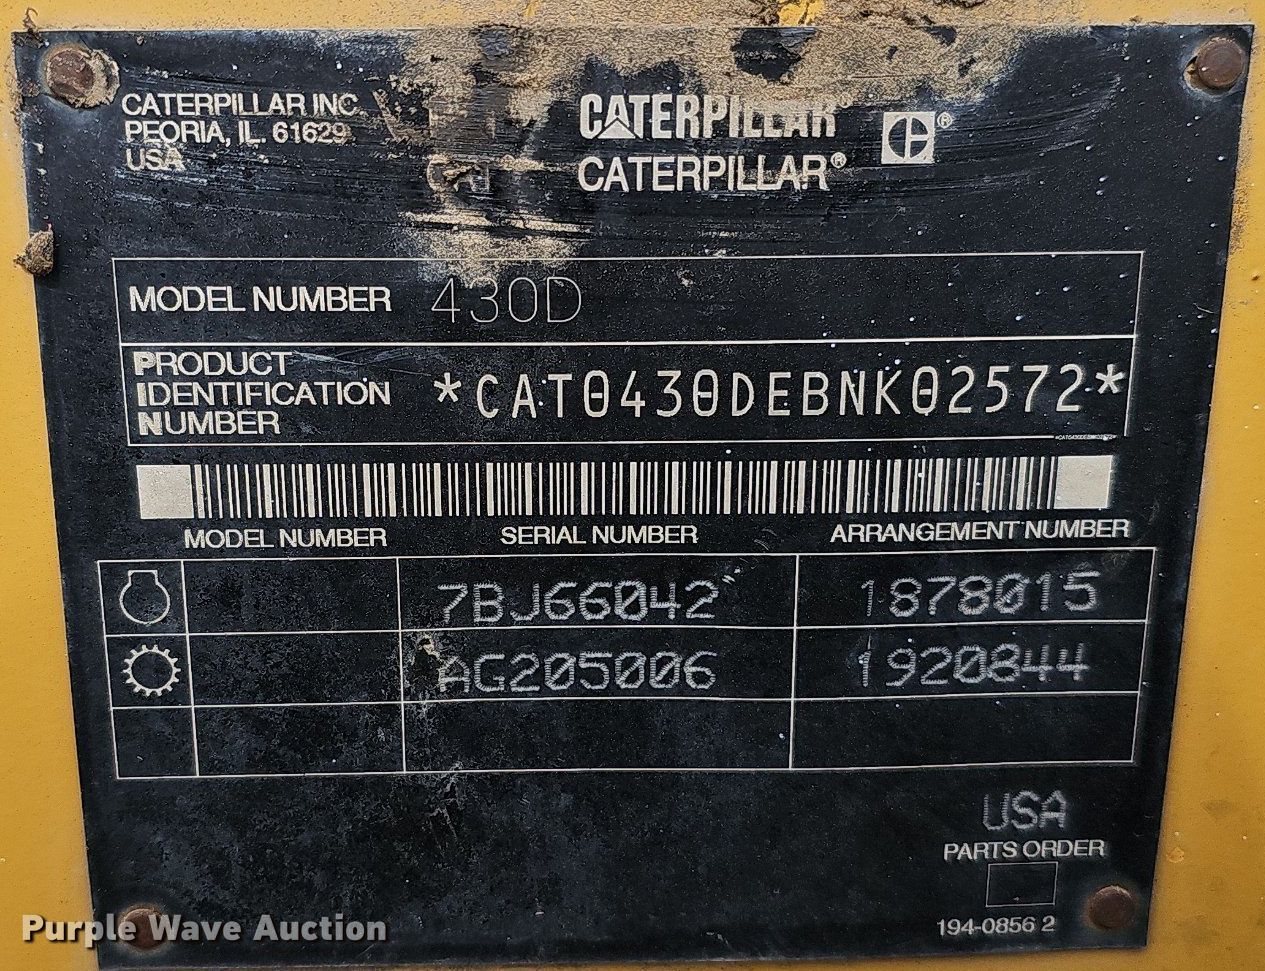 CATERPILLAR INC.
PEORIA, IL. 61629
USA
CATERPILLAR®
CATERPILLAR®
CAT
MODEL NUMBER 430D
PRODUCT IDENTIFICATION NUMBER *CAT0430DEBNK02572*
MODEL NUMBER SERIAL NUMBER ARRANGEMENT NUMBER
7BJ66042 1878015
AG205006 1920844
USA
PARTS ORDER
194-0856 2
Purple Wave Auction